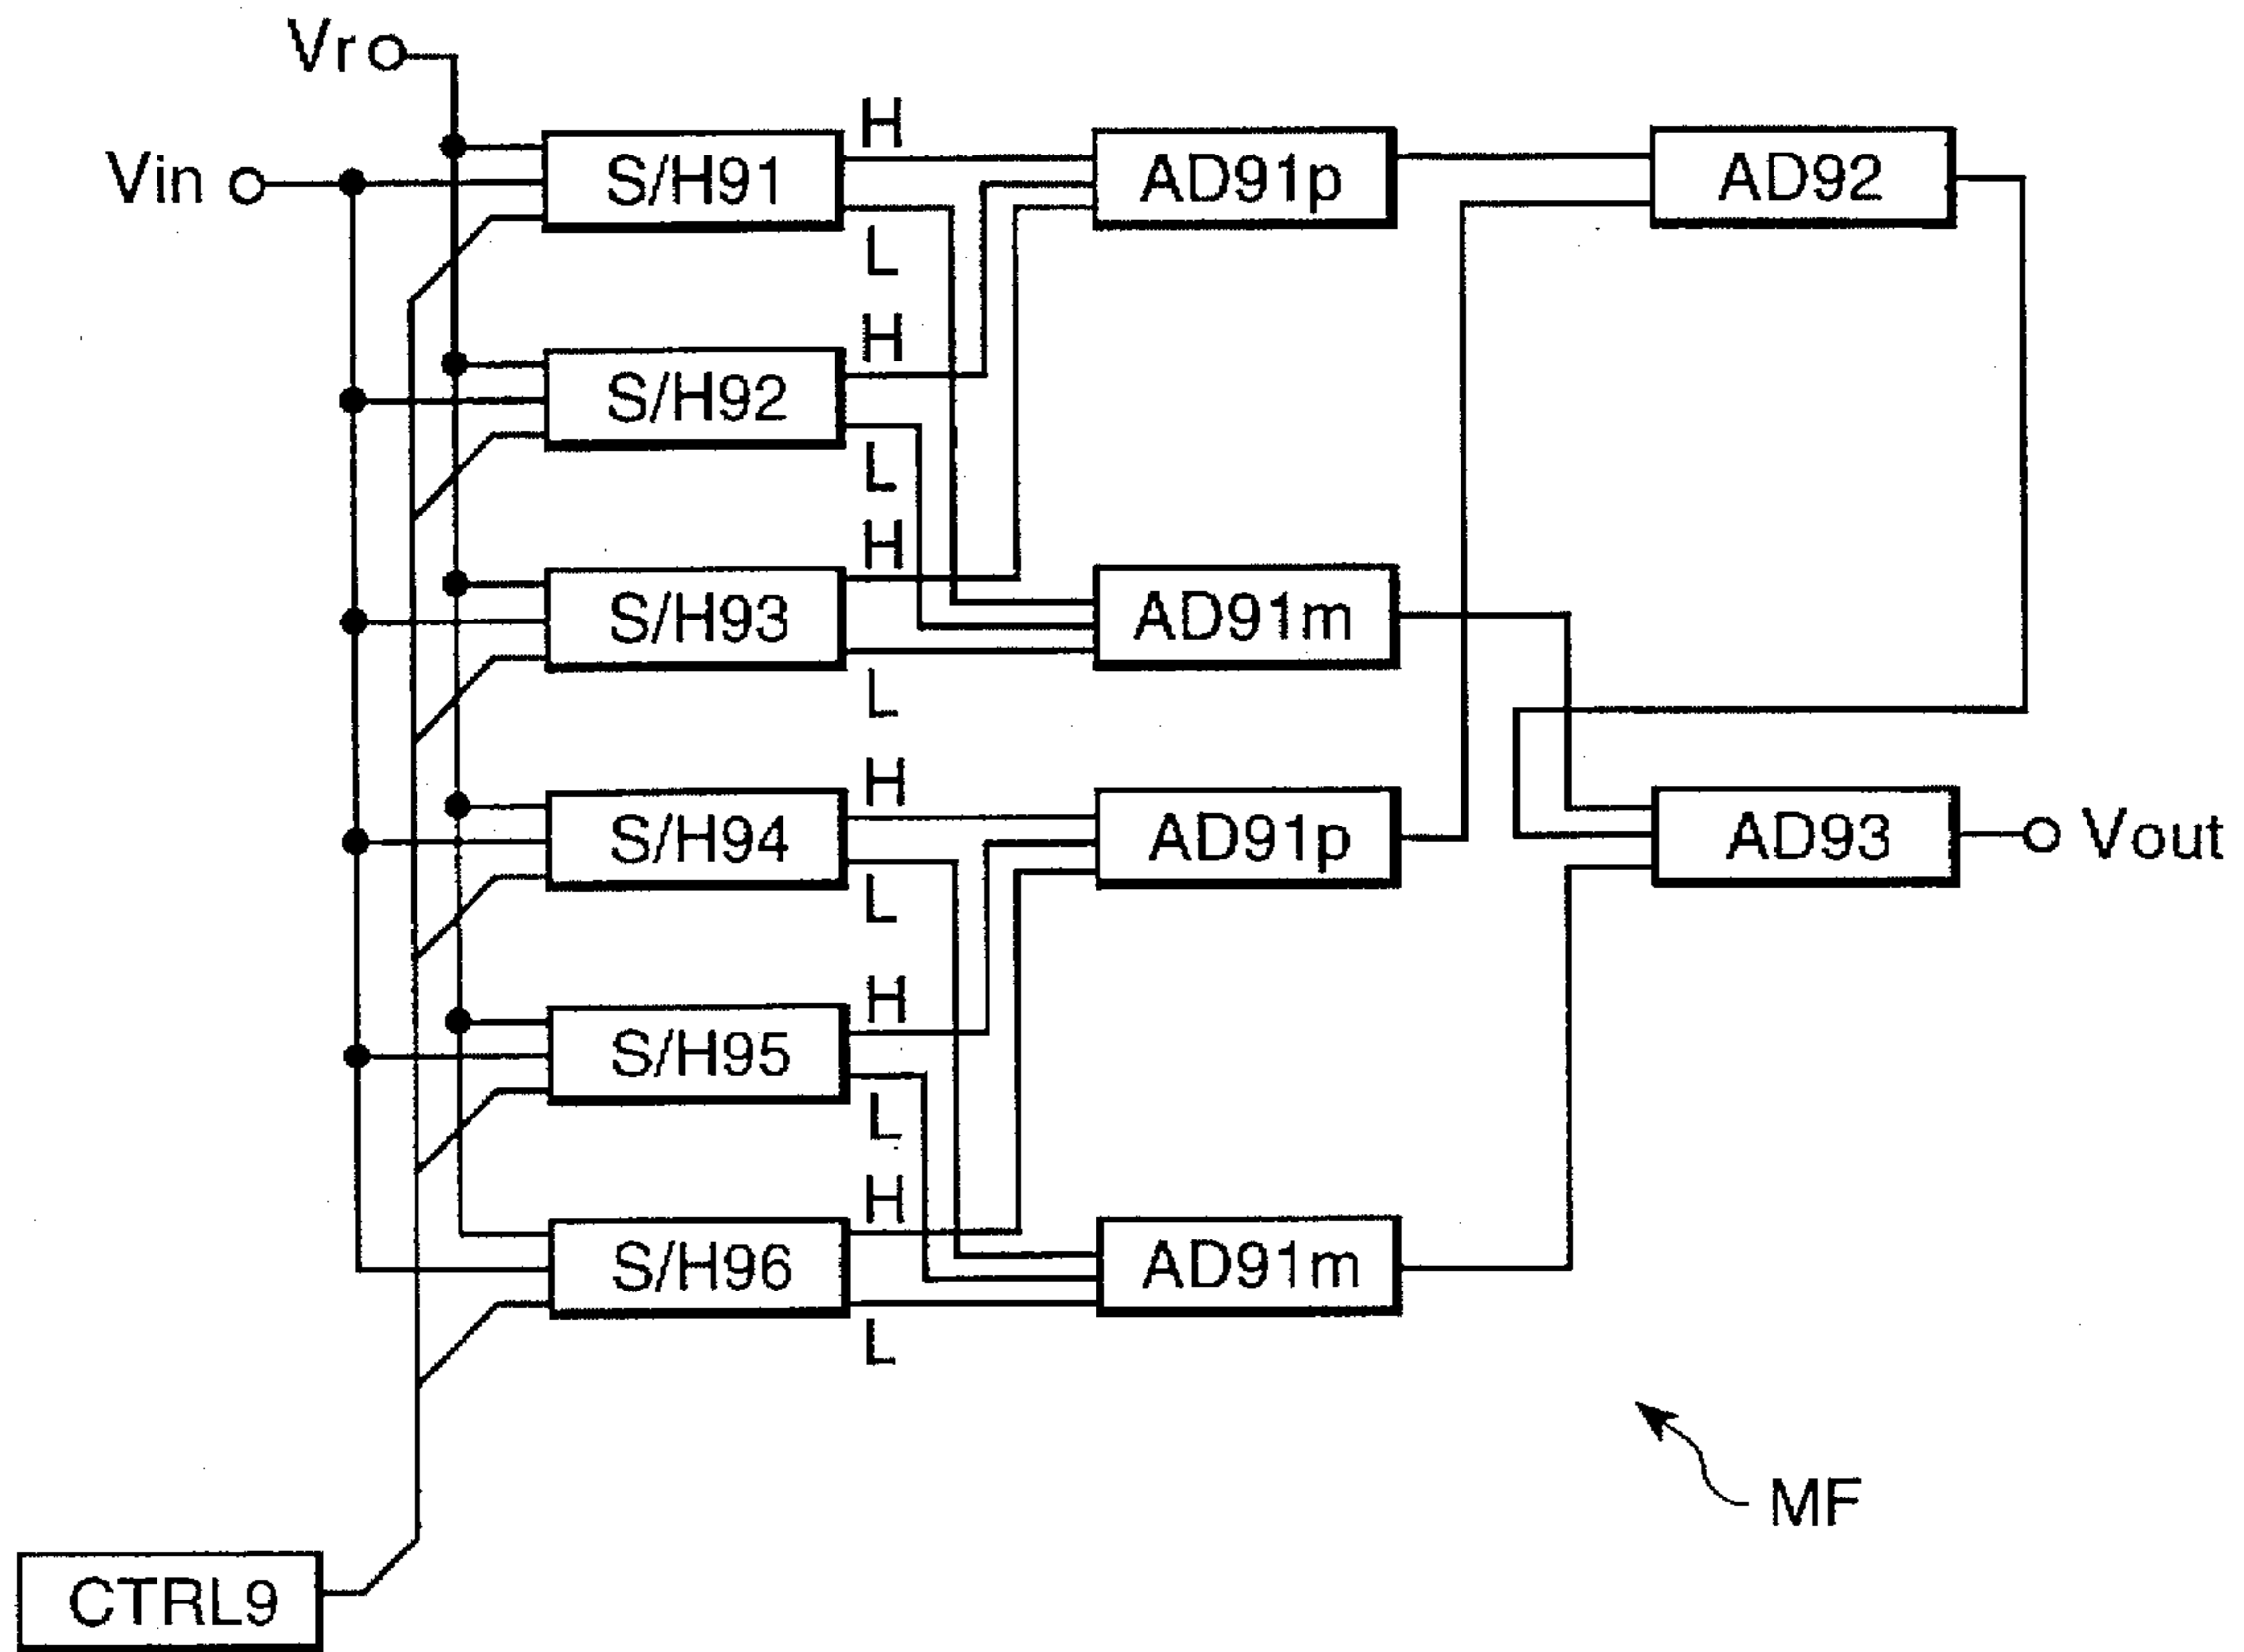 Vr
Vin
S/H91
H
L
AD91p
AD92
S/H92
H
L
S/H93
H
L
AD91m
S/H94
H
L
AD91p
AD93
Vout
S/H95
H
L
S/H96
H
L
AD91m
MF
CTRL9